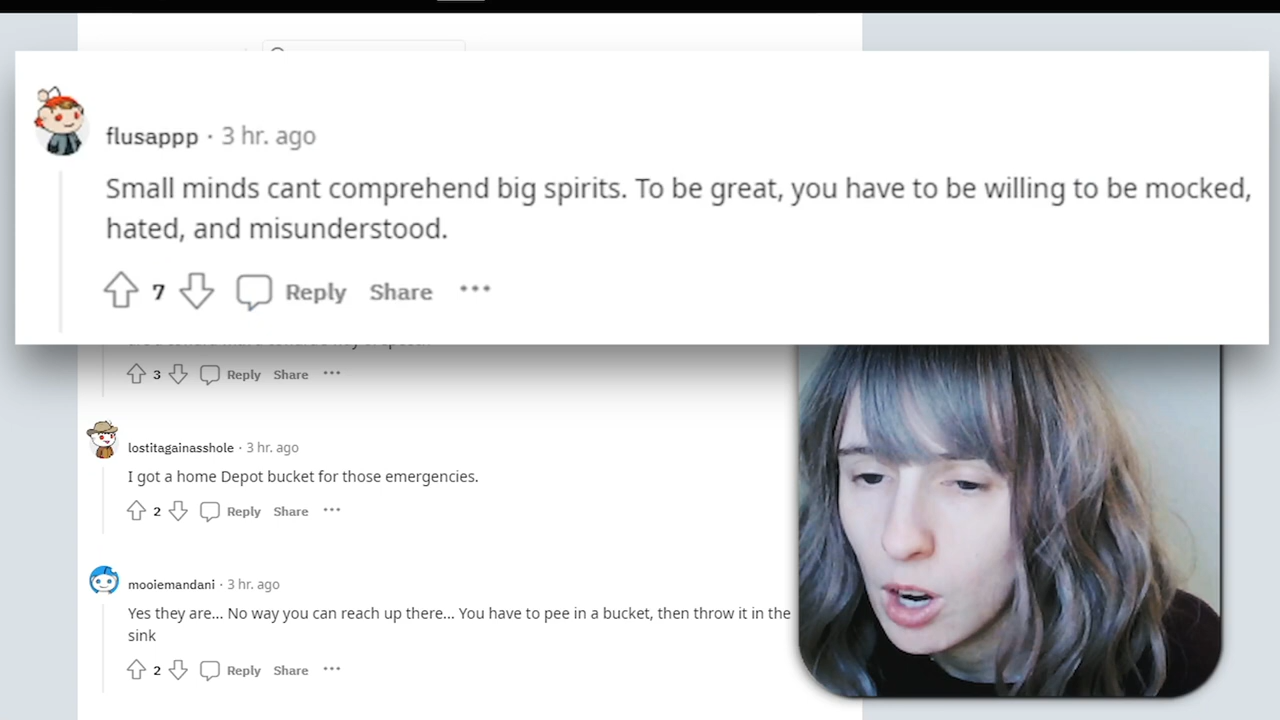 flusappp · 3 hr. ago
Small minds cant comprehend big spirits. To be great, you have to be willing to be mocked,
hated, and misunderstood.
7 Reply Share •••
3 Reply Share •••
lostitagainasshole · 3 hr. ago
I got a home Depot bucket for those emergencies.
2 Reply Share •••
mooiemandani · 3 hr. ago
Yes they are... No way you can reach up there... You have to pee in a bucket, then throw it in the
sink
2 Reply Share •••